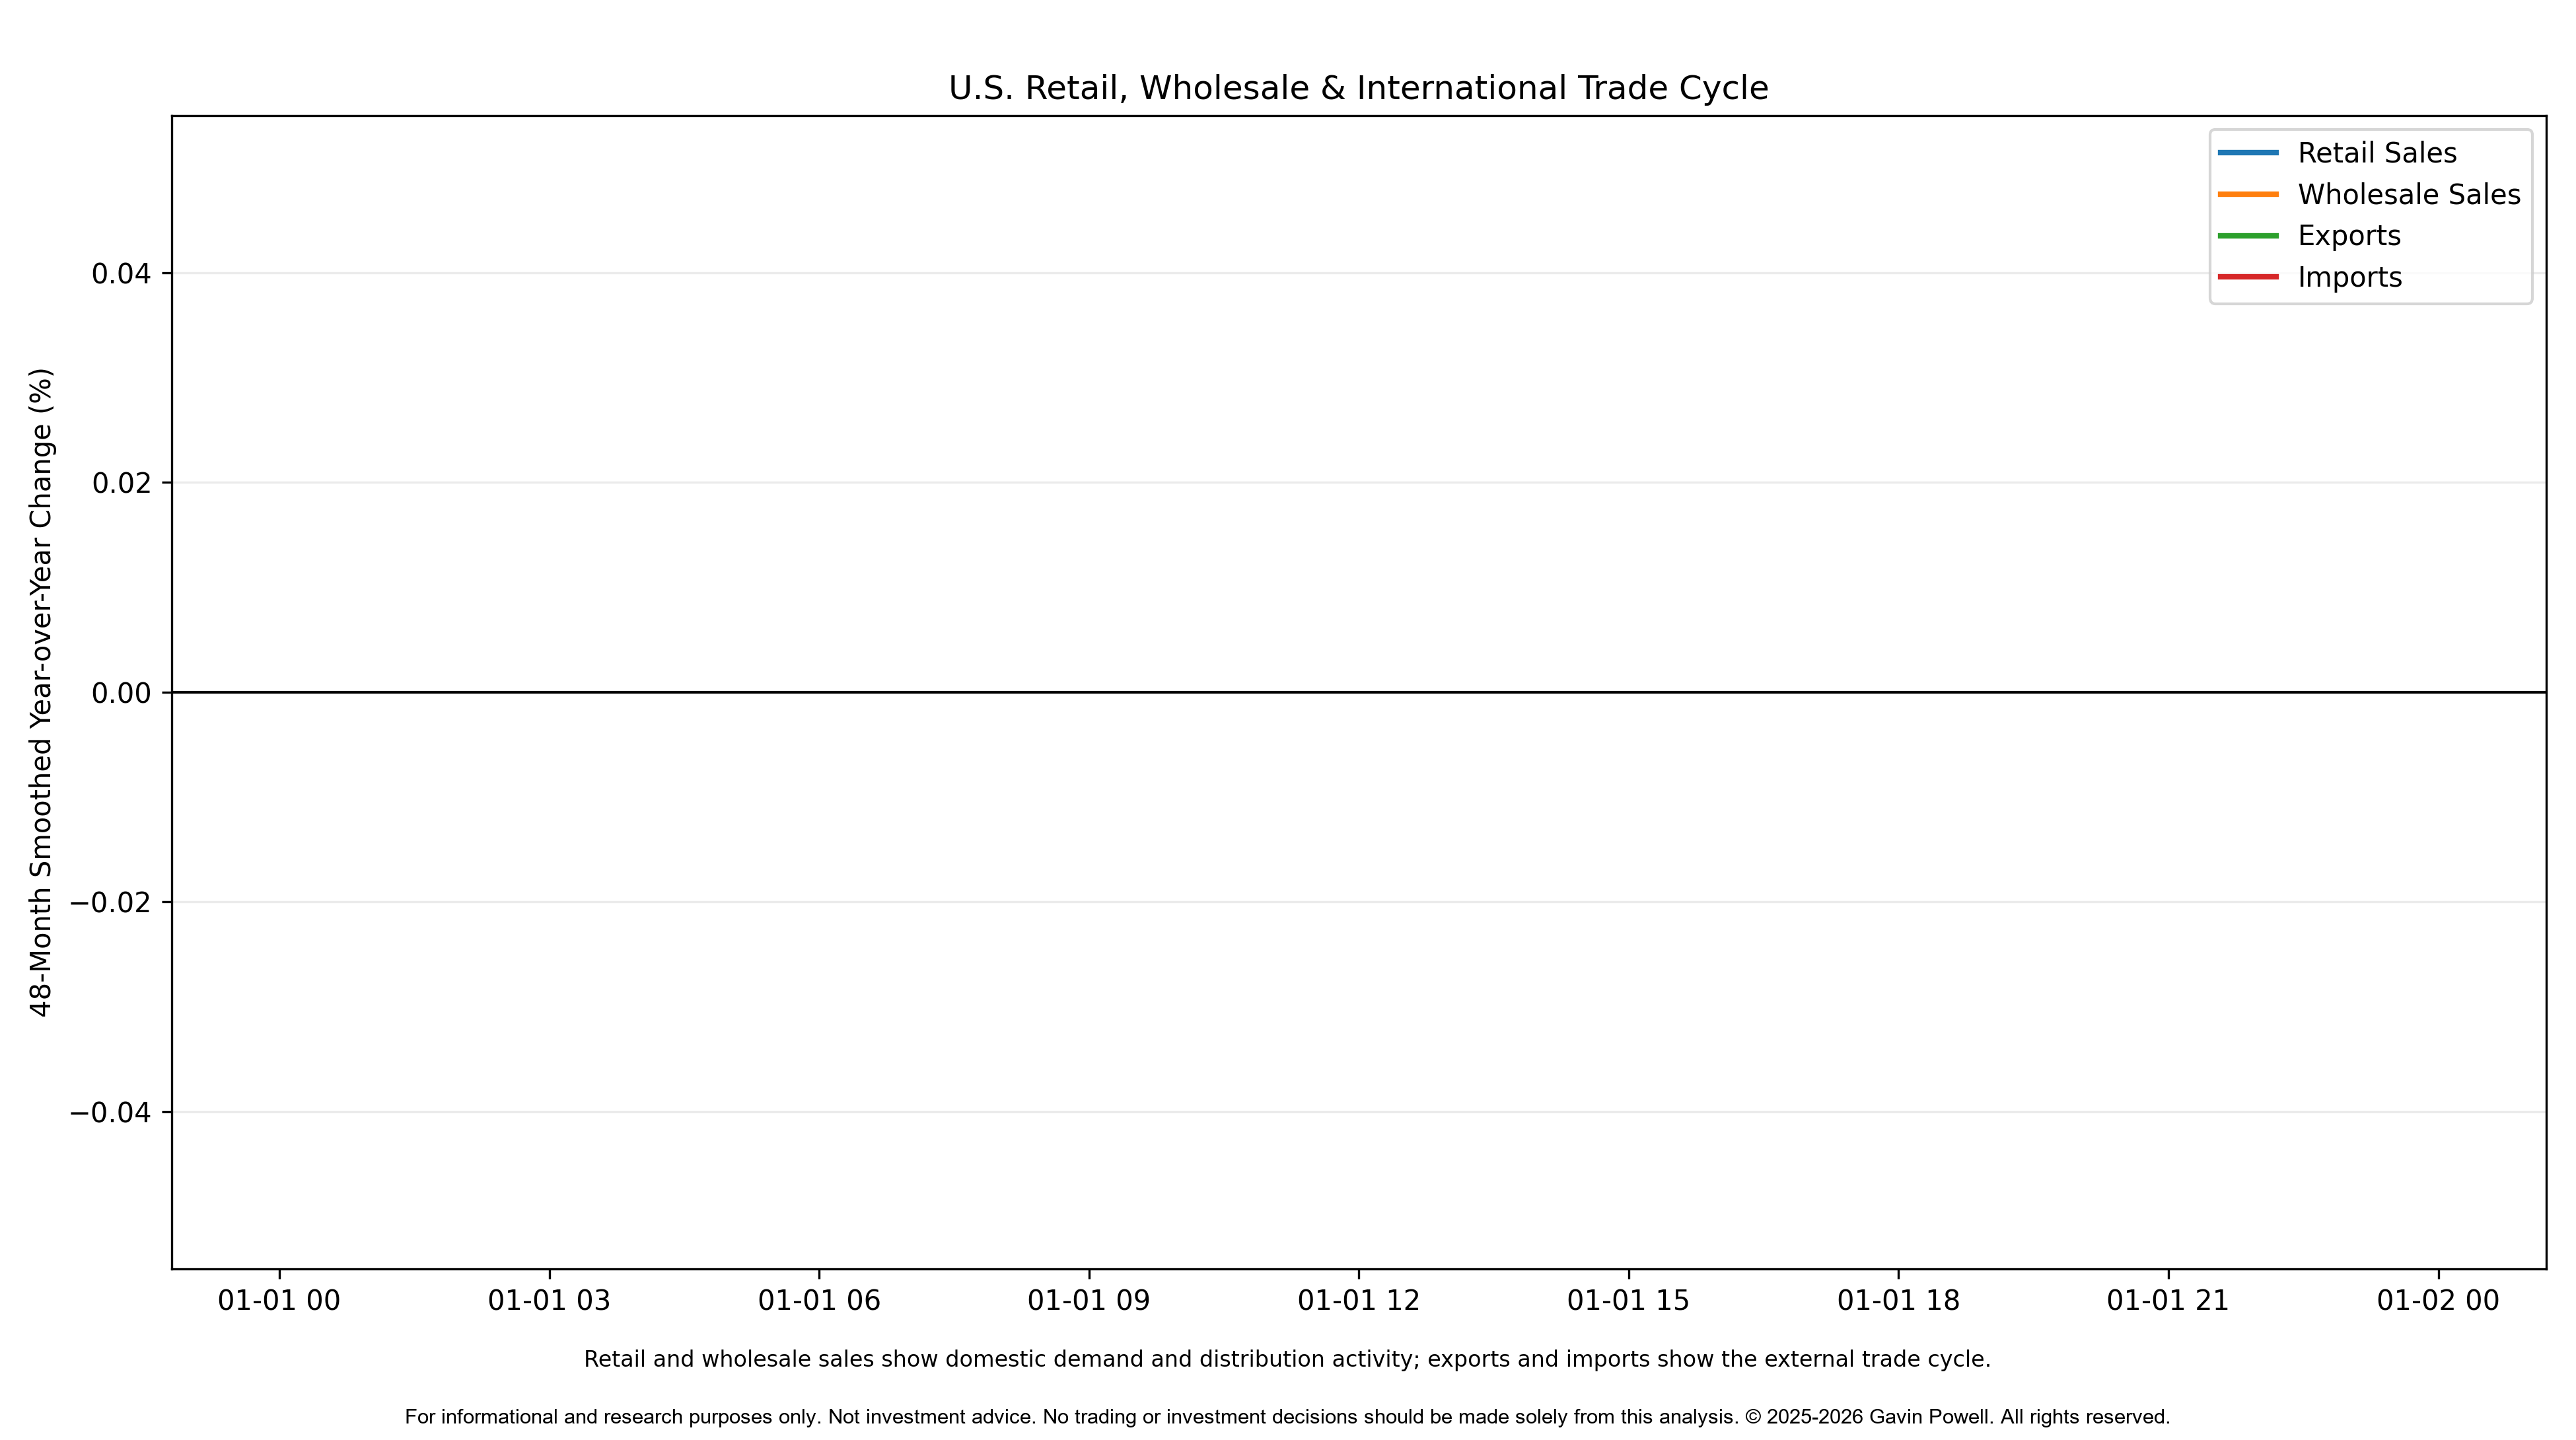 U.S. Retail, Wholesale & International Trade Cycle
Retail Sales
Wholesale Sales
Exports
Imports
48-Month Smoothed Year-over-Year Change (%)
0.04
0.02
0.00
−0.02
−0.04
01-01 00 01-01 03 01-01 06 01-01 09 01-01 12 01-01 15 01-01 18 01-01 21 01-02 00
Retail and wholesale sales show domestic demand and distribution activity; exports and imports show the external trade cycle.
For informational and research purposes only. Not investment advice. No trading or investment decisions should be made solely from this analysis. © 2025-2026 Gavin Powell. All rights reserved.